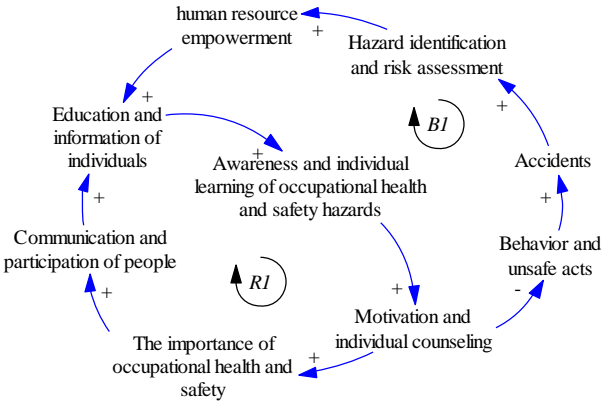 human resource
empowerment
+
Hazard identification
and risk assessment
+
Education and
information of
individuals
+
B1
+
Awareness and individual
learning of occupational health
and safety hazards
Accidents
+
+
Communication and
participation of people
Behavior and
unsafe acts
R1
+
+
-
Motivation and
individual counseling
The importance of
occupational health and
safety
+